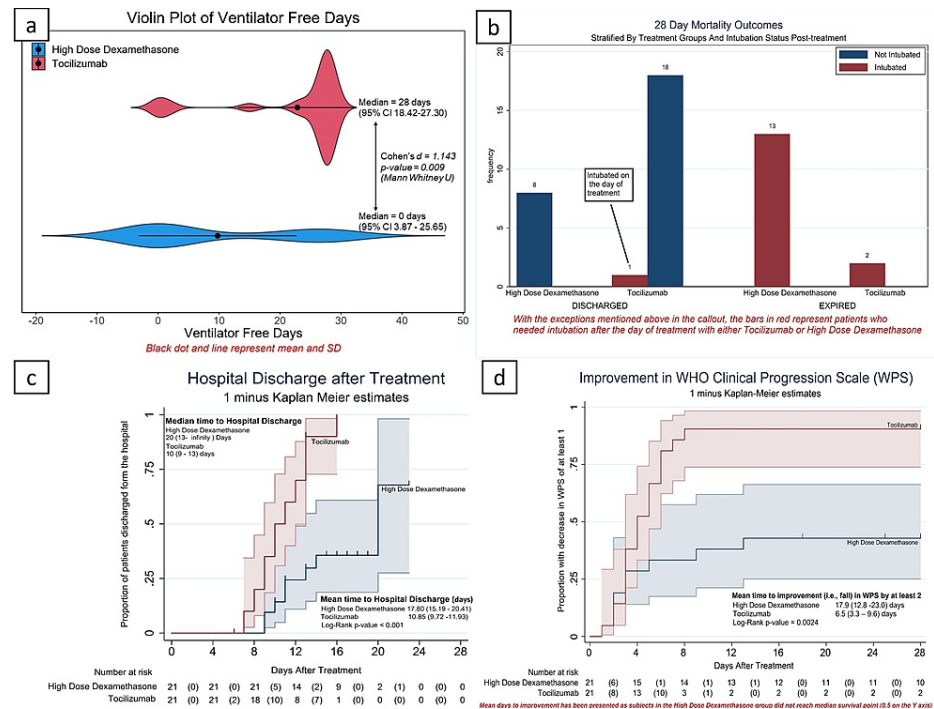 a
Violin Plot of Ventilator Free Days
High Dose Dexamethasone
Tocilizumab
Median = 28 days
(95% CI 18.42-27.30)
Cohen's d = 1.143
p-value = 0.009
(Mann Whitney U)
Median = 0 days
(95% CI 3.87 - 25.65)
-20 -10 0 10 20 30 40 50
Ventilator Free Days
Black dot and line represent mean and SD
b
28 Day Mortality Outcomes
Stratified By Treatment Groups And Intubation Status Post-treatment
Not Intubated
Intubated
frequency
20
15
10
5
0
8
Intubated on
the day of
treatment
1
18
13
2
High Dose Dexamethasone Tocilizumab High Dose Dexamethasone Tocilizumab
DISCHARGED EXPIRED
With the exceptions mentioned above in the callout, the bars in red represent patients who
needed intubation after the day of treatment with either Tocilizumab or High Dose Dexamethasone
c
Hospital Discharge after Treatment
1 minus Kaplan Meier estimates
Proportion of patients discharged form the hospital
1
.75
.5
.25
0
Median time to Hospital Discharge
High Dose Dexamethasone
20 (13- infinity ) Days
Tocilizumab
10 (9 - 13) days
Tocilizumab
High Dose Dexamethasone
Mean time to Hospital Discharge [days]
High Dose Dexamethasone 17.80 (15.19 - 20.41)
Tocilizumab 10.85 (9.72 -11.93)
Log-Rank p-value < 0.001
0 4 8 12 16 20 24 28
Days After Treatment
Number at risk
High Dose Dexamethasone 21 (0) 21 (0) 21 (5) 14 (2) 9 (0) 2 (1) 0 (0) 0
Tocilizumab 21 (0) 21 (2) 18 (10) 8 (7) 1 (0) 0 (0) 0 (0) 0
d
Improvement in WHO Clinical Progression Scale (WPS)
1 minus Kaplan-Meier estimates
Proportion with decrease in WPS of at least 1
1
.75
.5
.25
0
Tocilizumab
High Dose Dexamethasone
Mean time to improvement (i.e., fall) in WPS by at least 2
High Dose Dexamethasone 17.9 (12.8 -23.0) days
Tocilizumab 6.5 (3.3 – 9.6) days
Log-Rank p-value = 0.0024
0 4 8 12 16 20 24 28
Days After Treatment
Number at risk
High Dose Dexamethasone 21 (6) 15 (1) 14 (1) 13 (1) 12 (0) 11 (0) 11 (0) 10
Tocilizumab 21 (8) 13 (10) 3 (1) 2 (0) 2 (0) 2 (0) 2 (0) 2
Mean days to improvement has been presented as subjects in the High Dose Dexamethasone group did not reach median survival point (0.5 on the Y axis)